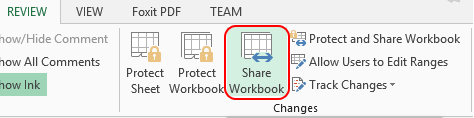 REVIEW VIEW Foxit PDF TEAM
how/Hide Comment
how All Comments
how Ink
Protect Sheet
Protect Workbook
Share Workbook
Protect and Share Workbook
Allow Users to Edit Ranges
Track Changes
Changes